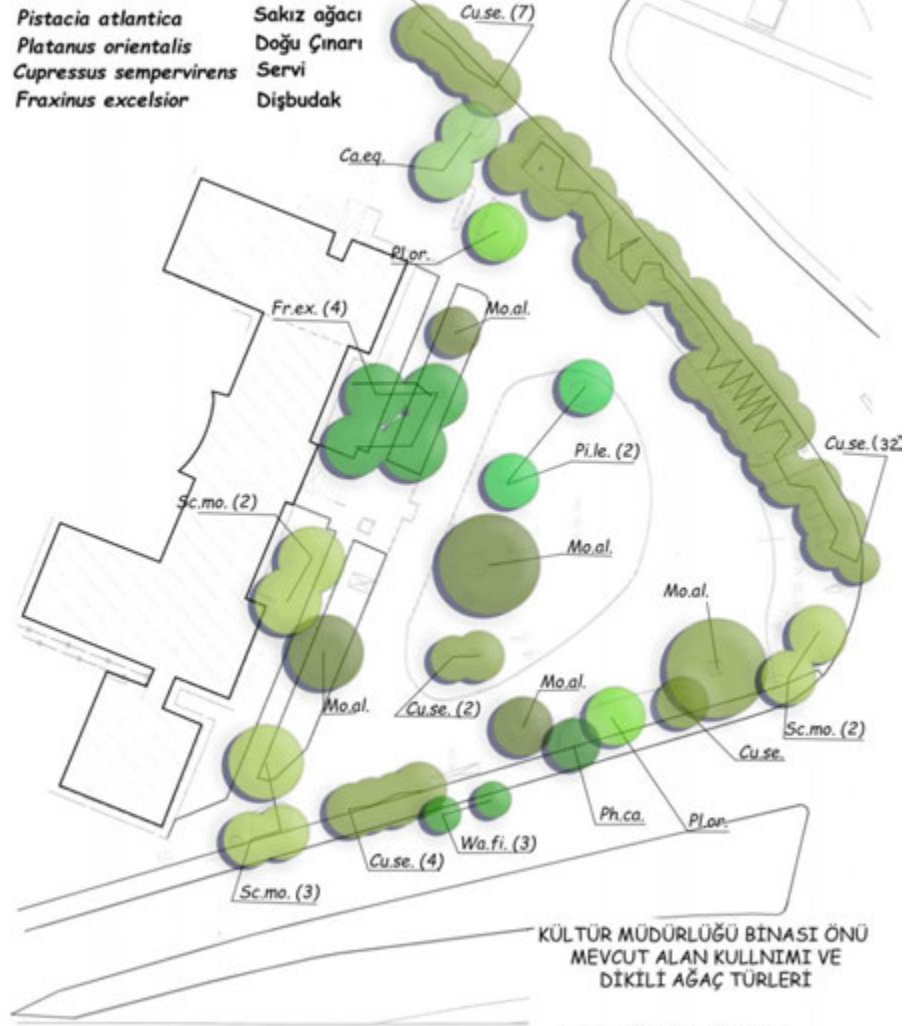 Pistacia atlantica Sakız ağacı
Platanus orientalis Doğu Çınarı
Cupressus sempervirens Servi
Fraxinus excelsior Dişbudak
Cu.se. (7)
Ca.eq.
Pl.or.
Fr.ex. (4)
Mo.al.
Cu.se.(32)
Pi.le. (2)
Sc.mo. (2)
Mo.al.
Mo.al.
Mo.al.
Cu.se. (2)
Mo.al.
Sc.mo. (2)
Cu.se.
Ph.ca.
Pl.or.
Wa.fi. (3)
Cu.se. (4)
Sc.mo. (3)
KÜLTÜR MÜDÜRLÜĞÜ BİNASI ÖNÜ
MEVCUT ALAN KULLNIMI VE
DİKİLİ AĞAÇ TÜRLERİ